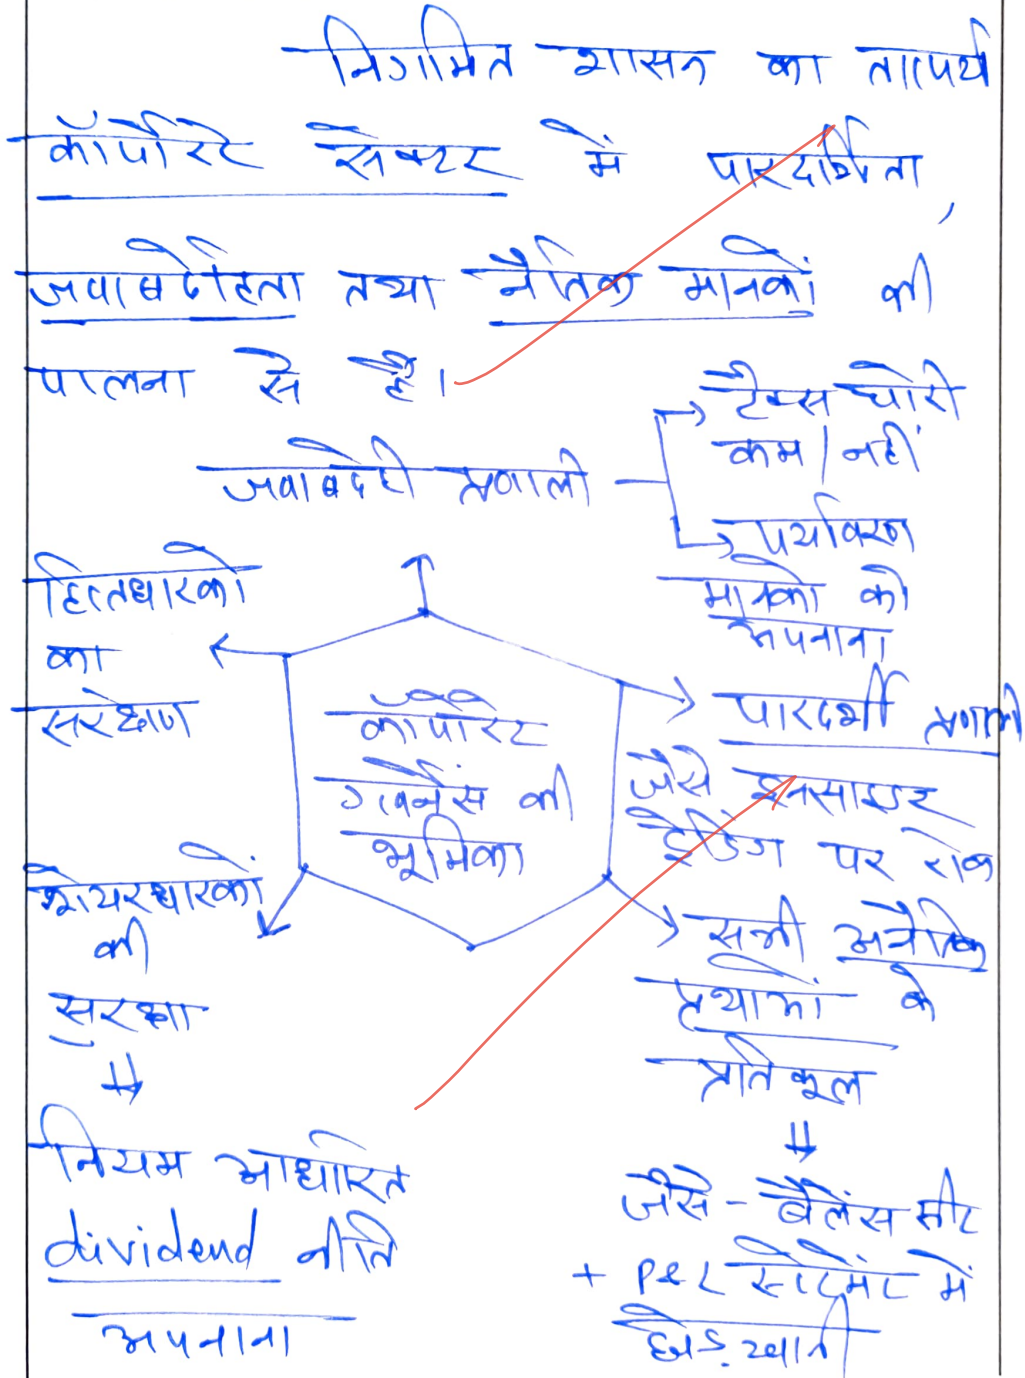 निगमित शासन का तात्पर्य
कॉर्पोरेट सेक्टर में पारदर्शिता,
जवाबदेहिता तथा नैतिक मानकों की
पालना से है।
जवाबदेही प्रणाली
टैक्स चोरी
कम/नहीं
पर्यावरण
मानको को
अपनाना
हितधारको
का
संरक्षण
कॉर्पोरेट
गवर्नेंस की
भूमिका
पारदर्शी प्रणाली
जैसे इनसाइडर
ट्रेडिंग पर रोक
शेयरधारकों
की
सुरक्षा
नियम आधारित
dividend नीति
अपनाना
सभी अनैतिक
प्रथाओं के
प्रतिकूल
जैसे - बैलेंस सीट
+ P&L स्टेटमेंट में
छेड़खानी